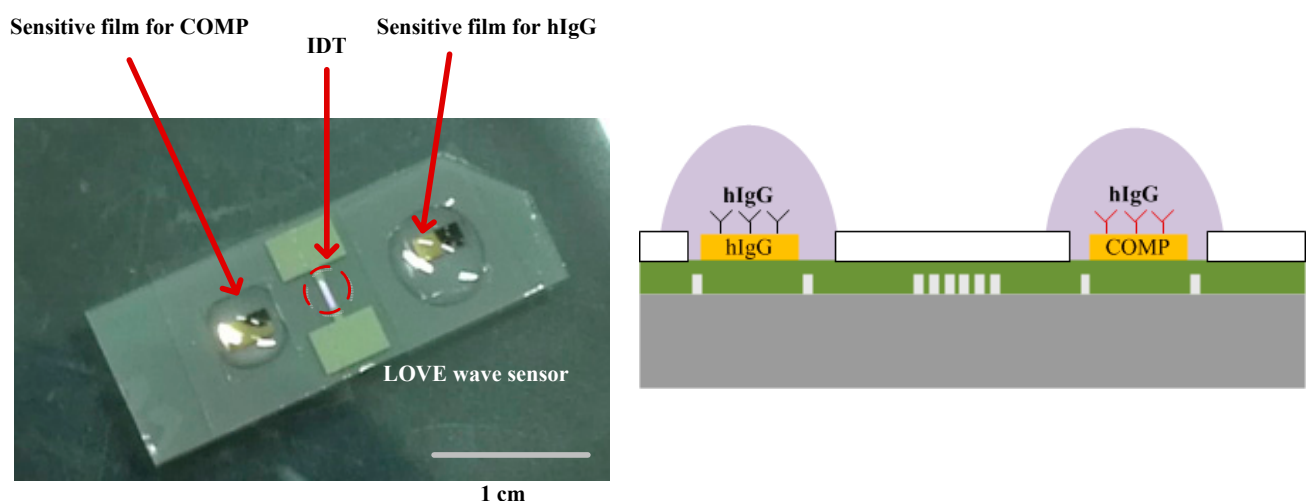 Sensitive film for COMP
IDT
Sensitive film for hIgG
LOVE wave sensor
1 cm
hIgG
hIgG
hIgG
COMP